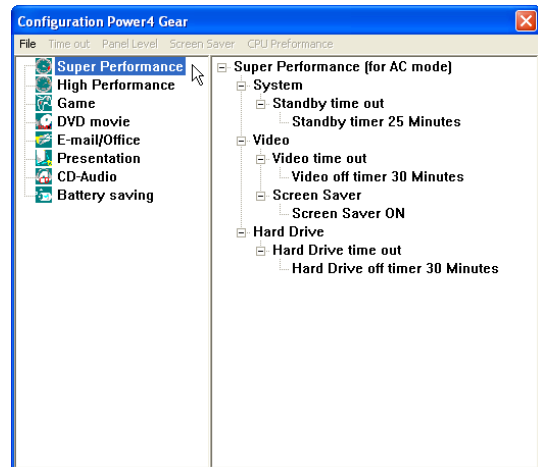 Configuration Power4 Gear
File Time out Panel Level Screen Saver CPU Preformance
Super Performance
High Performance
Game
DVD movie
E-mail/Office
Presentation
CD-Audio
Battery saving
Super Performance (for AC mode)
System
Standby time out
Standby timer 25 Minutes
Video
Video time out
Video off timer 30 Minutes
Screen Saver
Screen Saver ON
Hard Drive
Hard Drive time out
Hard Drive off timer 30 Minutes